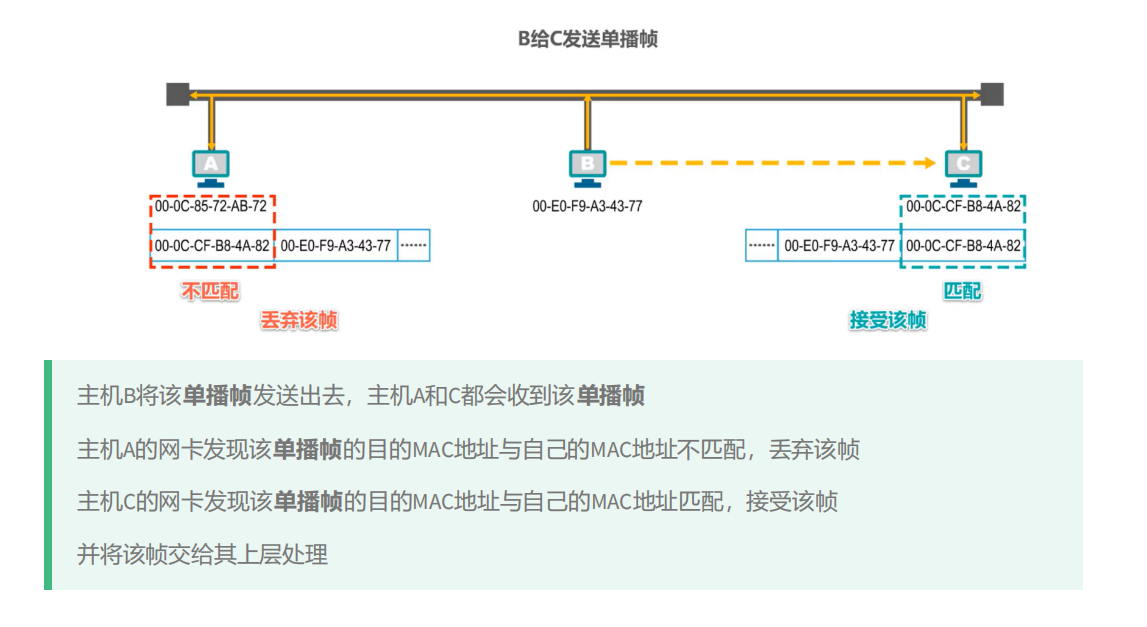 B给C发送单播帧
A
B
C
00-0C-85-72-AB-72
00-E0-F9-A3-43-77
00-0C-CF-B8-4A-82
00-0C-CF-B8-4A-82 00-E0-F9-A3-43-77 ······
······ 00-E0-F9-A3-43-77 00-0C-CF-B8-4A-82
不匹配
匹配
丢弃该帧
接受该帧
主机B将该单播帧发送出去，主机A和C都会收到该单播帧
主机A的网卡发现该单播帧的目的MAC地址与自己的MAC地址不匹配，丢弃该帧
主机C的网卡发现该单播帧的目的MAC地址与自己的MAC地址匹配，接受该帧
并将该帧交给其上层处理